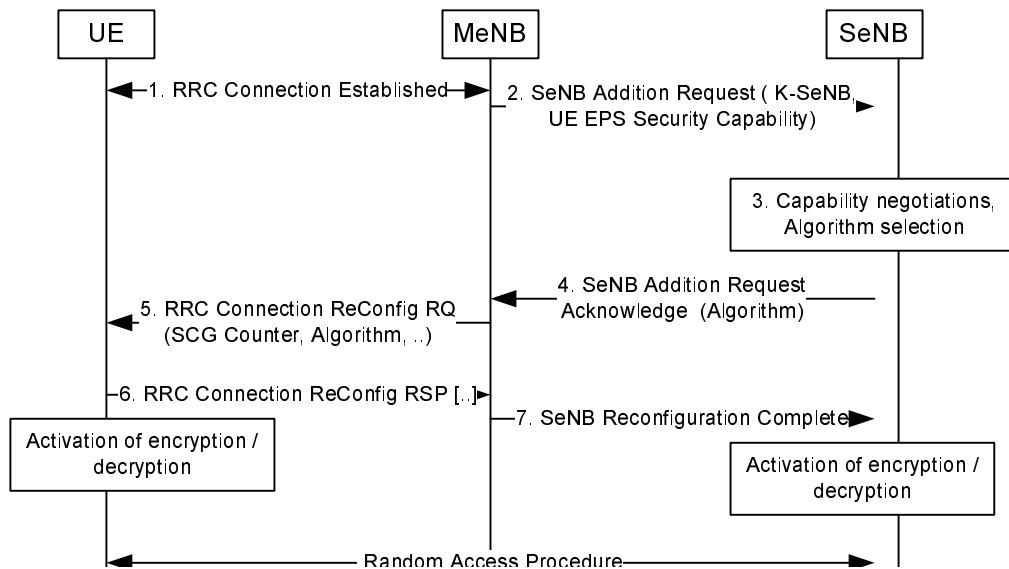 UE
MeNB
SeNB
1. RRC Connection Established
2. SeNB Addition Request ( K-SeNB,
UE EPS Security Capability)
3. Capability negotiations,
Algorithm selection
4. SeNB Addition Request
Acknowledge (Algorithm)
5. RRC Connection ReConfig RQ
(SCG Counter, Algorithm, ..)
6. RRC Connection ReConfig RSP [..]
7. SeNB Reconfiguration Complete
Activation of encryption /
decryption
Activation of encryption /
decryption
Random Access Procedure